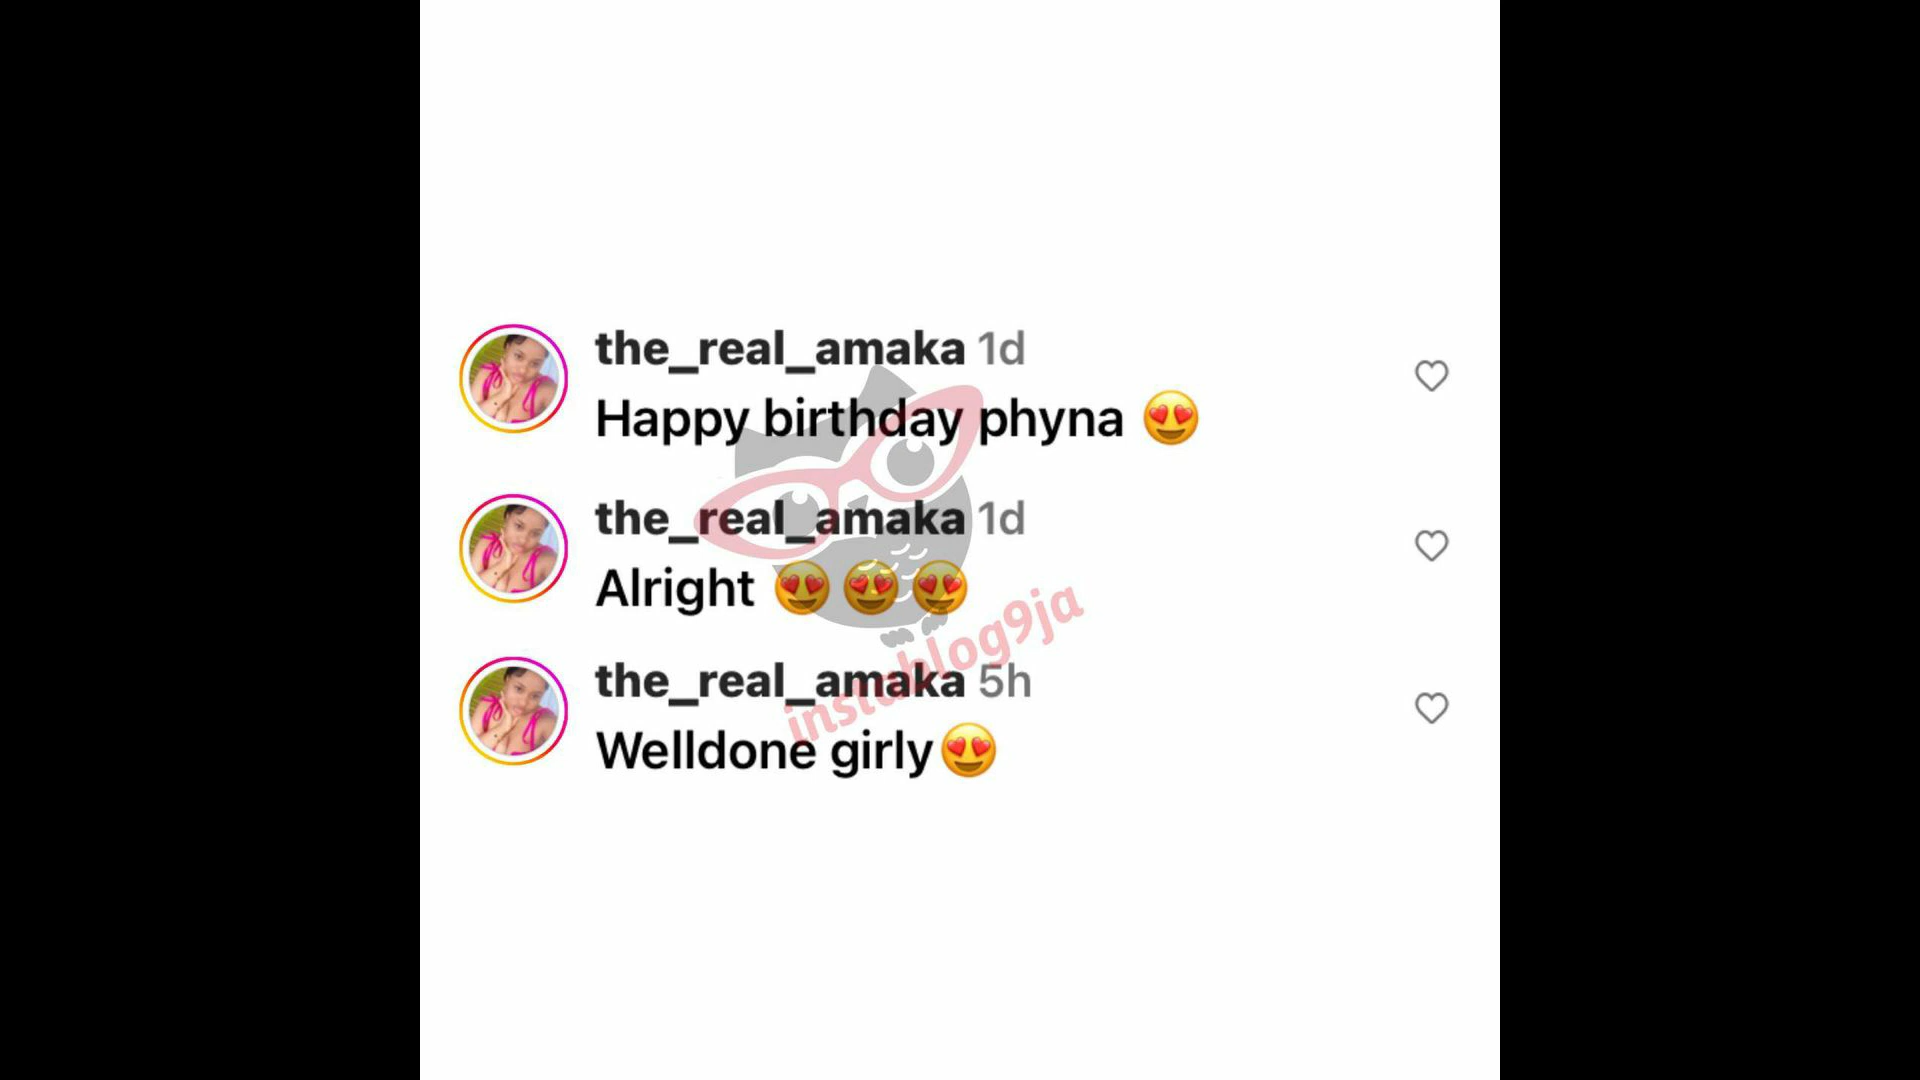 the_real_amaka 1d
Happy birthday phyna 😍
the_real_amaka 1d
Alright 😍😍😍
the_real_amaka 5h
Welldone girly😍
instablog9ja